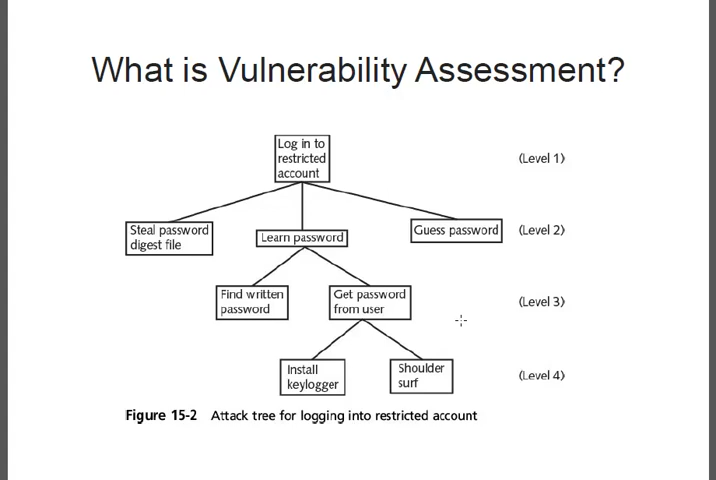 What is Vulnerability Assessment?
Log in to
restricted
account
(Level 1)
Steal password
digest file
Learn password
Guess password
(Level 2)
Find written
password
Get password
from user
(Level 3)
Install
keylogger
Shoulder
surf
(Level 4)
Figure 15-2 Attack tree for logging into restricted account